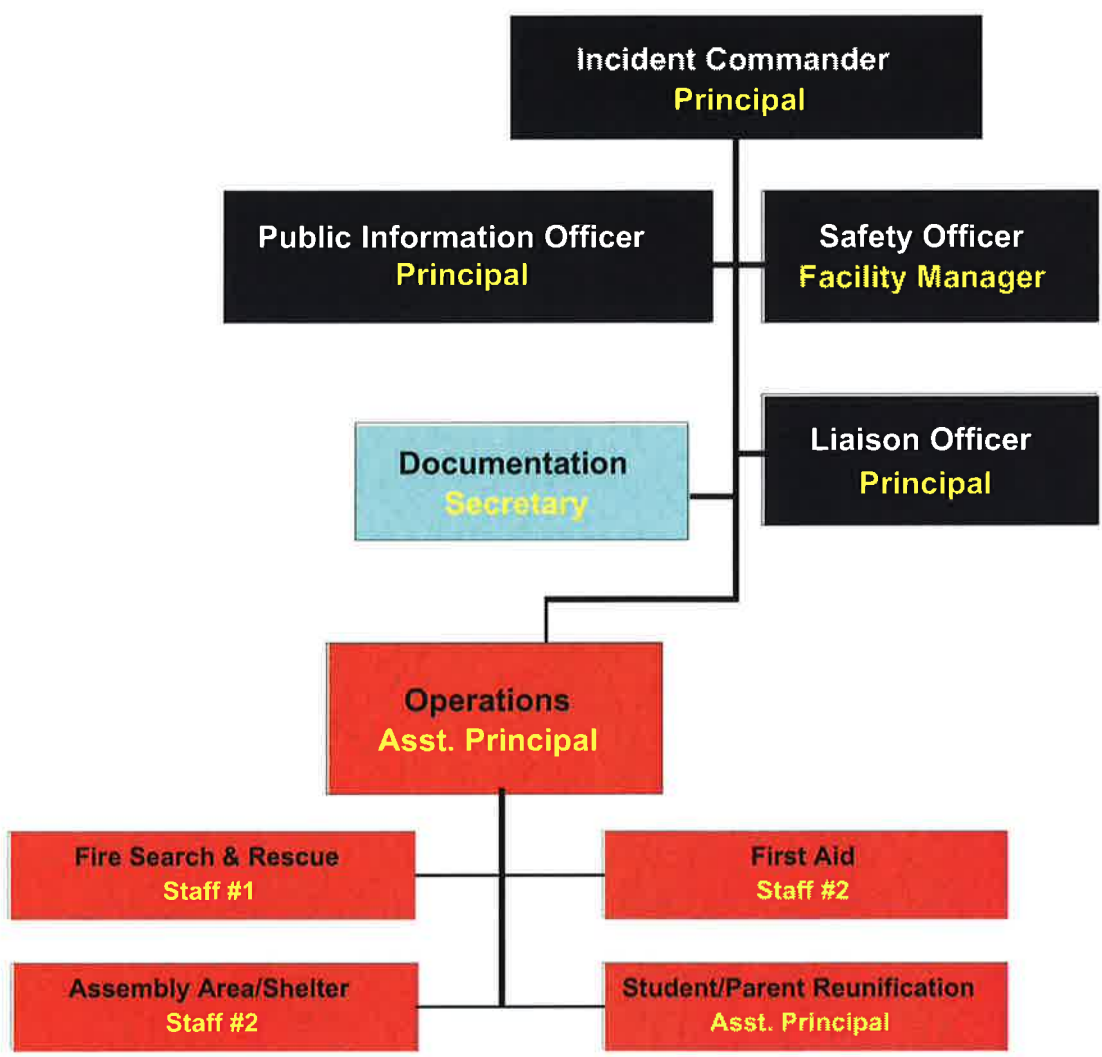 Incident Commander
Principal
Public Information Officer
Principal
Safety Officer
Facility Manager
Liaison Officer
Principal
Documentation
Secretary
Operations
Asst. Principal
Fire Search & Rescue
Staff #1
First Aid
Staff #2
Assembly Area/Shelter
Staff #2
Student/Parent Reunification
Asst. Principal